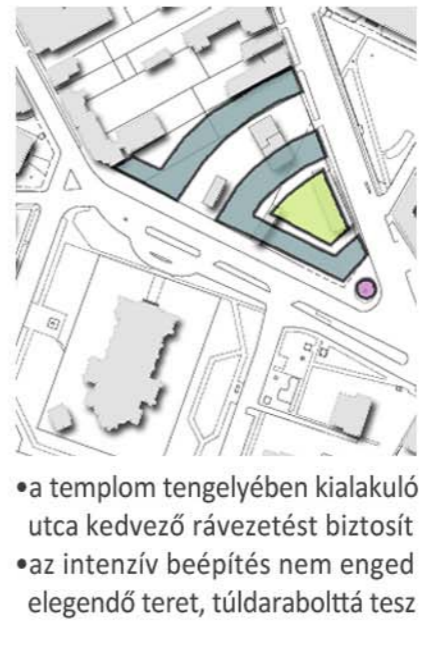 •a templom tengelyében kialakuló
utca kedvező rávezetést biztosít
•az intenzív beépítés nem enged
elegendő teret, túldarabolttá tesz